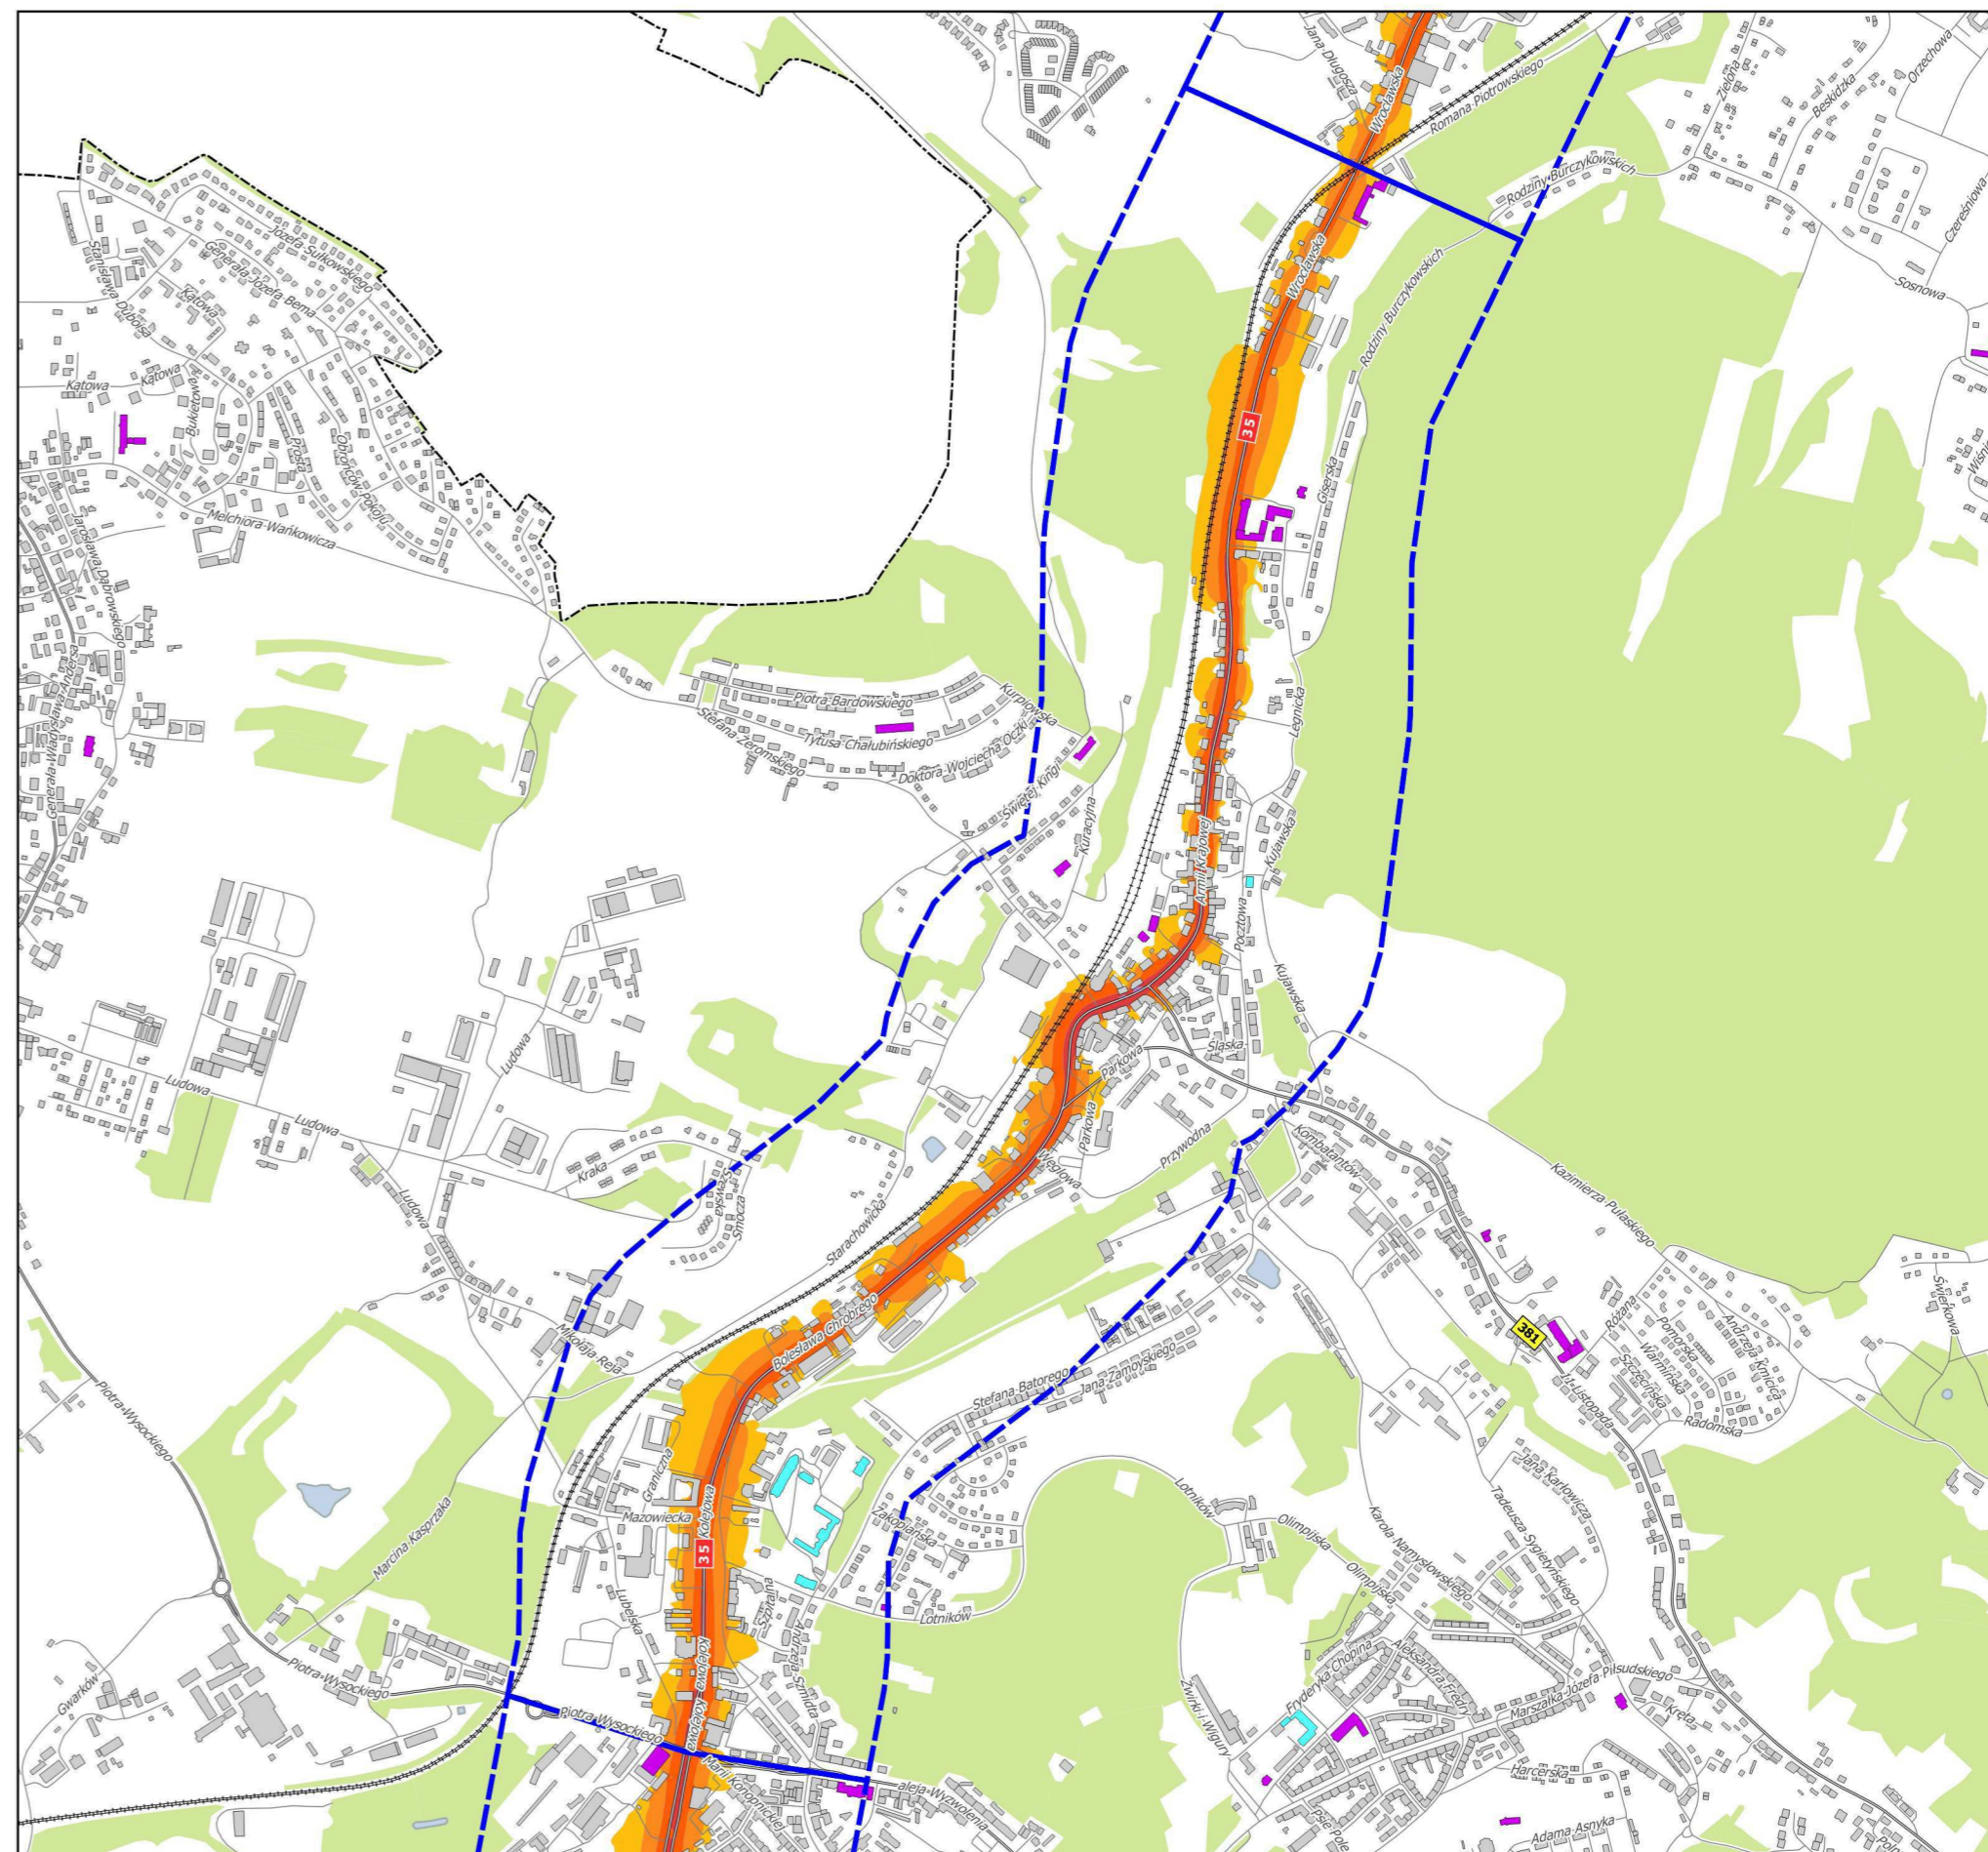 Jana Długosza
Wrocławska
Romana Piotrowskiego
Zielona
Beskidzka
Orzechowa
Rodziny Burczykowskich
Czereśniowa
Józefa Sułkowskiego
Generała Józefa Bema
Stanisława Dubois
Kątowa
Wrocławska
Rodziny Burczykowskich
Sosnowa
Kątowa
Kątowa
Bukietowa
35
Prosta
Obrońców Pokoju
Giserska
Melchiora Wańkowicza
Jarosława Dąbrowskiego
Generała Władysława Andersa
Piotra Bardowskiego
Kurpiowska
Legnicka
Stefana Żeromskiego
Tytusa Chałubińskiego
Doktora Wojciecha Oczki
Świętej Kingi
Kuracyjna
Armii Krajowej
Kujawska
Pocztowa
Kujawska
Ludowa
Śląska
Parkowa
Ludowa
Ludowa
Parkowa
Kraka
Szewska
Smocza
Węglowa
Przywodna
Kombatantów
Kazimierza Pułaskiego
Ludowa
Starachowicka
Bolesława Chrobrego
Świerkowa
Mikołaja Reja
381
Różana
Pomorska
Andrzeja Kmicica
Warmińska
Szczecińska
Piotra Wysockiego
Stefana Batorego
Jana Zamoyskiego
11 Listopada
Radomska
Graniczna
Kolejowa
Mazowiecka
35
Zakopiańska
Lotników
Olimpijska
Jana Karłowicza
Karola Namysłowskiego
Tadeusza Sygietyńskiego
Marcina Kasprzaka
Olimpijska
Lubelska
Szpitalna
Andrzeja Szmidta
Lotników
Kolejowa
Kolejowa
Gwarków
Piotra Wysockiego
Piotra Wysockiego
Fryderyka Chopina
Aleksandra Fredry
Marszałka Józefa Piłsudskiego
Żwirki i Wigury
Kręta
Marii Konopnickiej
aleja Wyzwolenia
Harcerska
Psie Pole
Adama Asnyka